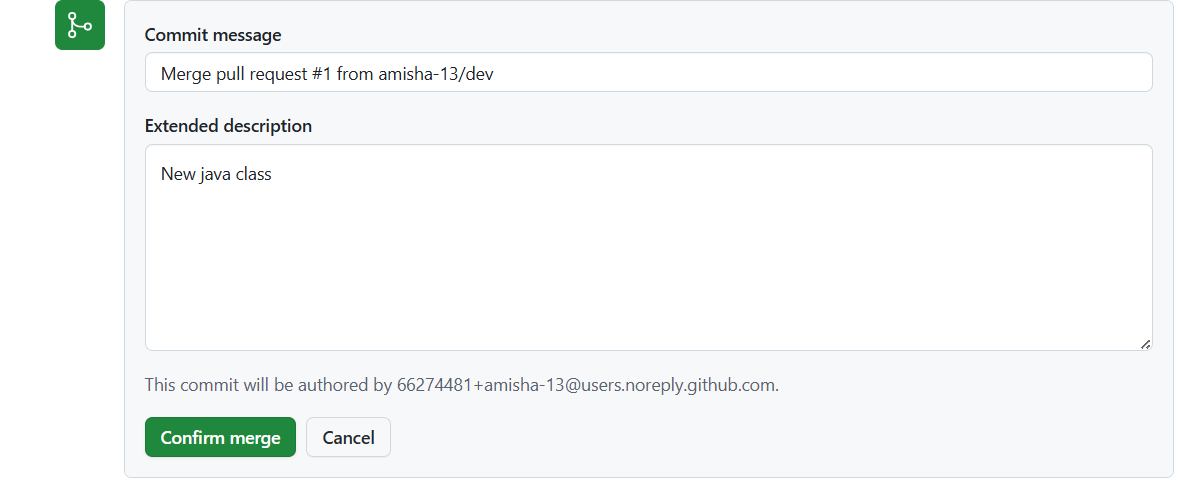 Commit message
Merge pull request #1 from amisha-13/dev
Extended description
New java class
This commit will be authored by 66274481+amisha-13@users.noreply.github.com.
Confirm merge
Cancel